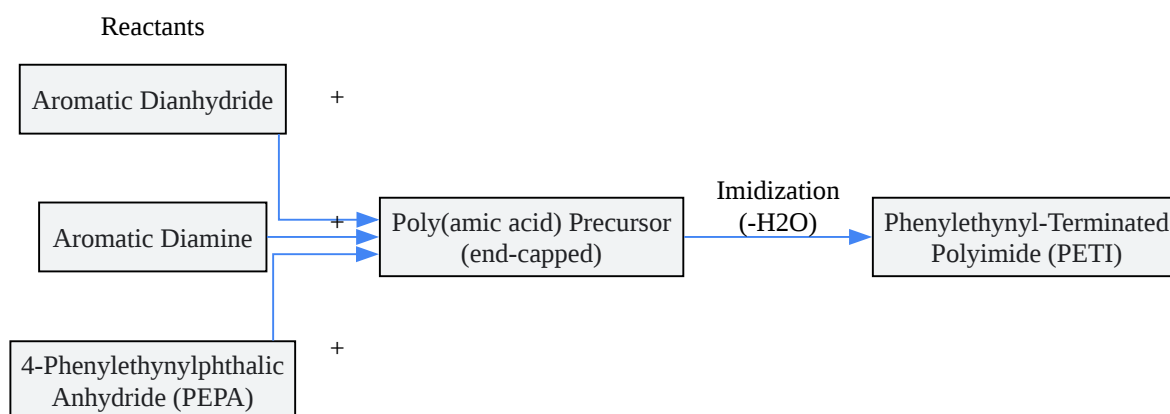 Reactants
Aromatic Dianhydride
+
Aromatic Diamine
+
4-Phenylethynylphthalic
Anhydride (PEPA)
+
Poly(amic acid) Precursor
(end-capped)
Imidization
(-H2O)
Phenylethynyl-Terminated
Polyimide (PETI)